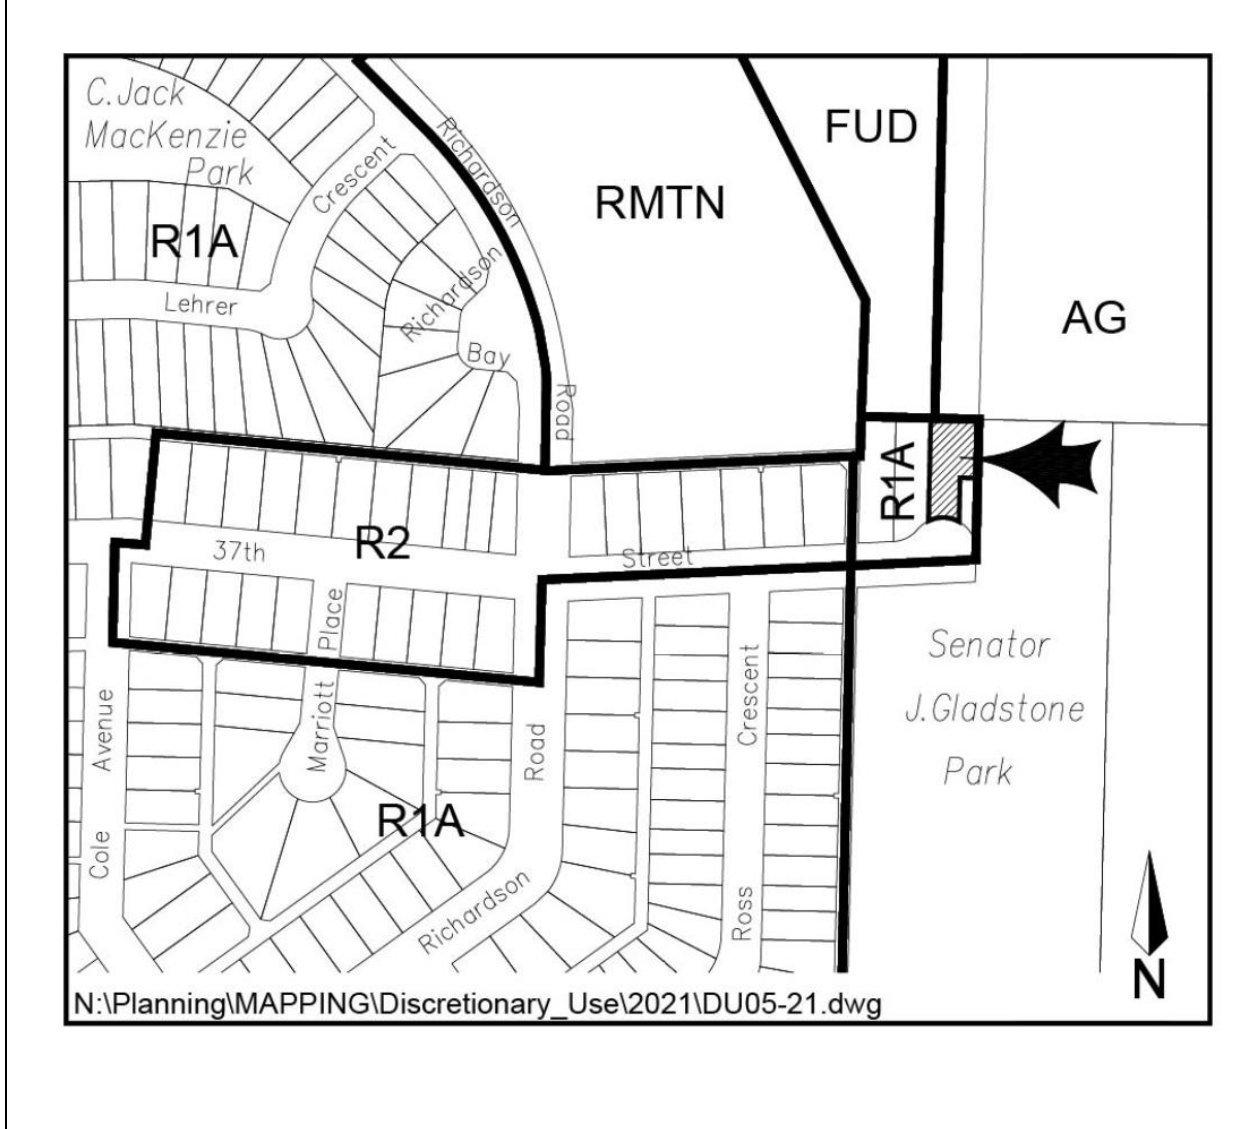 C.Jack
MacKenzie
Park
R1A
Crescent
Lehrer
Richardson
Richardson
Bay
Road
RMTN
FUD
AG
R1A
R2
37th
Street
Place
Marriott
Avenue
Cole
R1A
Road
Richardson
Crescent
Ross
Senator
J.Gladstone
Park
N
N:\Planning\MAPPING\Discretionary_Use\2021\DU05-21.dwg